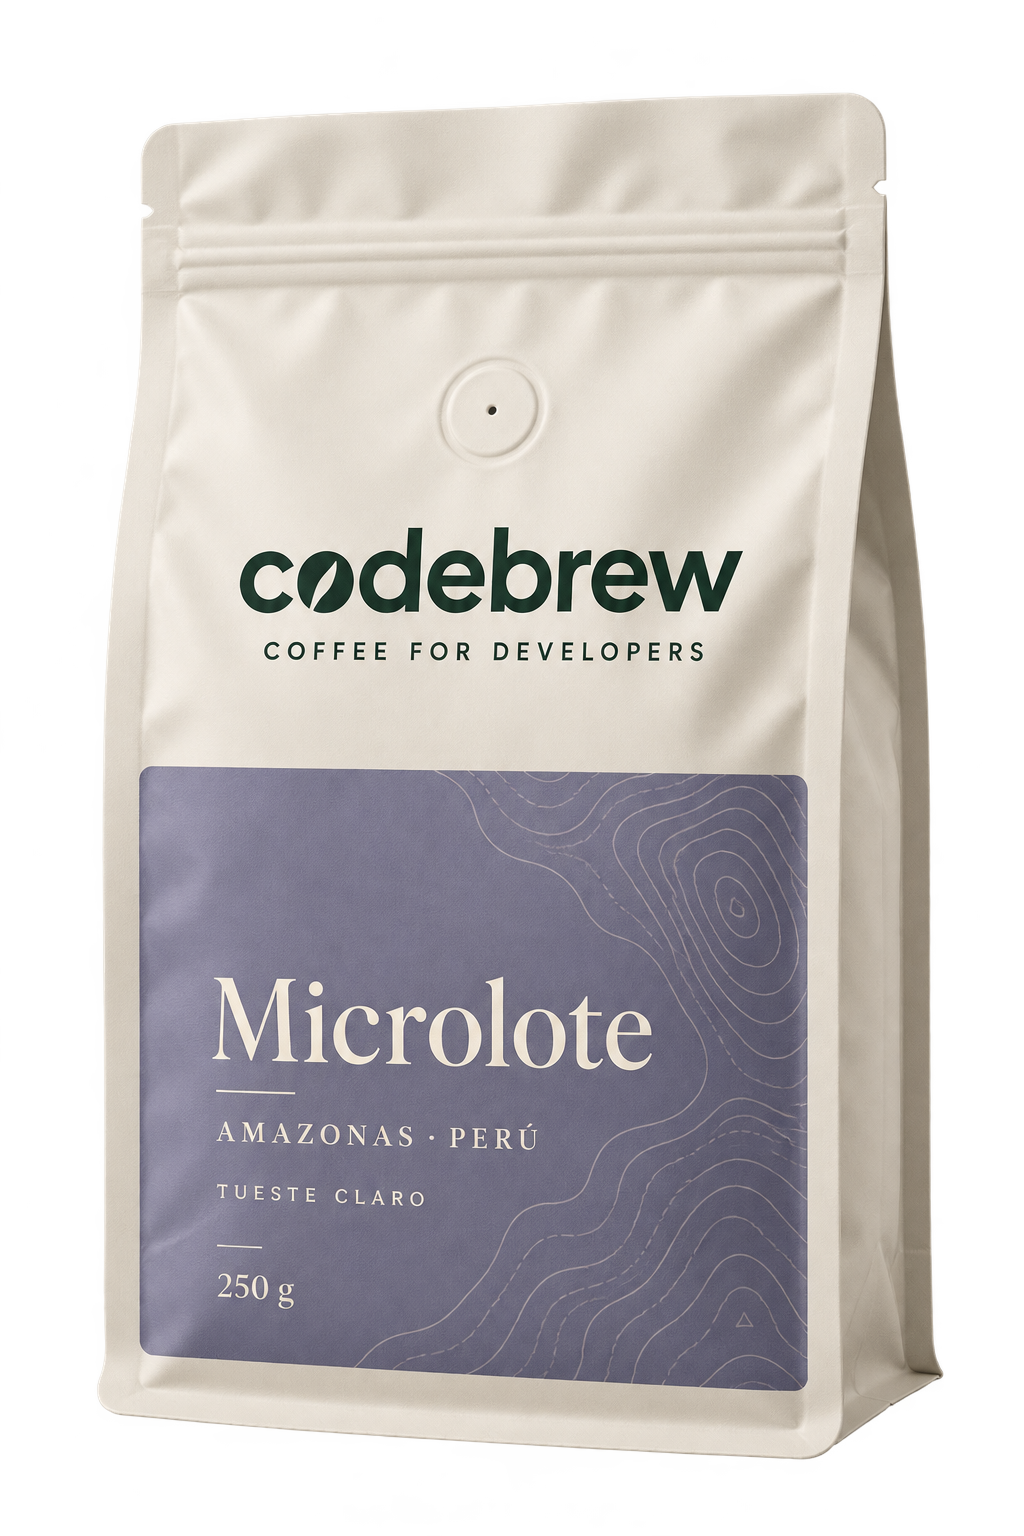 codebrew
COFFEE FOR DEVELOPERS
Microlote
AMAZONAS · PERÚ
TUESTE CLARO
250 g